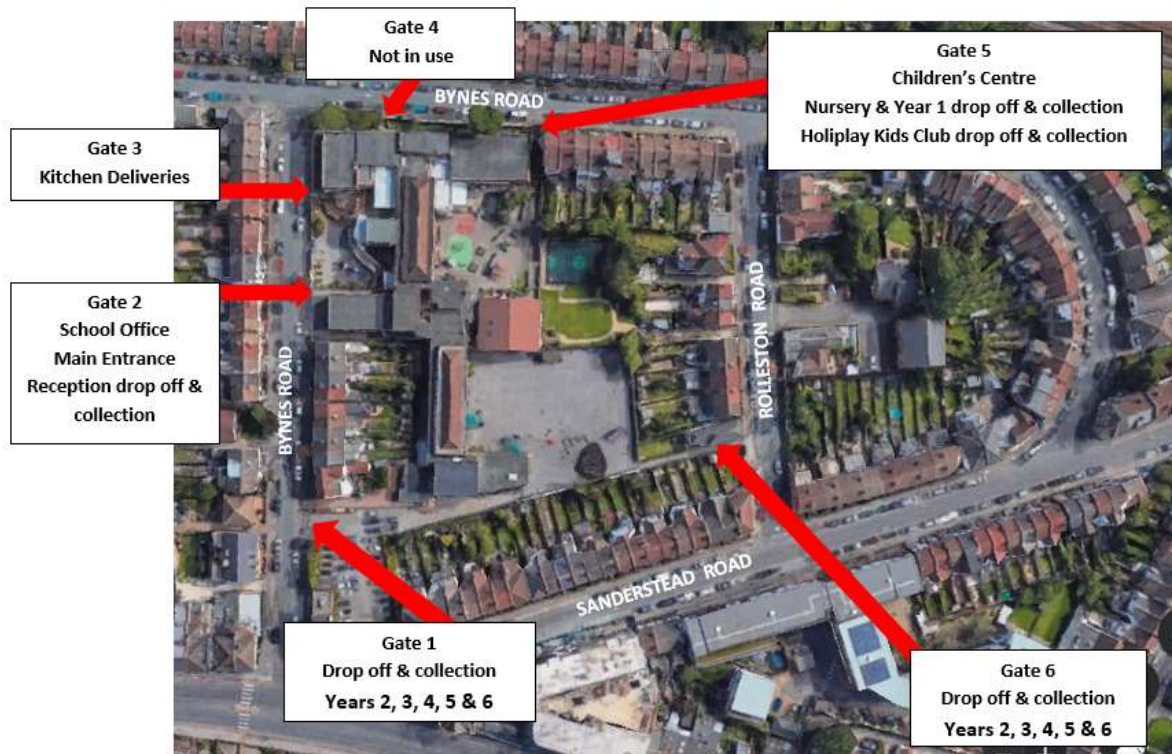 Gate 4
Not in use
BYNES ROAD
Gate 5
Children’s Centre
Nursery & Year 1 drop off & collection
Holiplay Kids Club drop off & collection
Gate 3
Kitchen Deliveries
Gate 2
School Office
Main Entrance
Reception drop off &
collection
BYNES ROAD
ROLLESTON ROAD
SANDERSTEAD ROAD
Gate 1
Drop off & collection
Years 2, 3, 4, 5 & 6
Gate 6
Drop off & collection
Years 2, 3, 4, 5 & 6